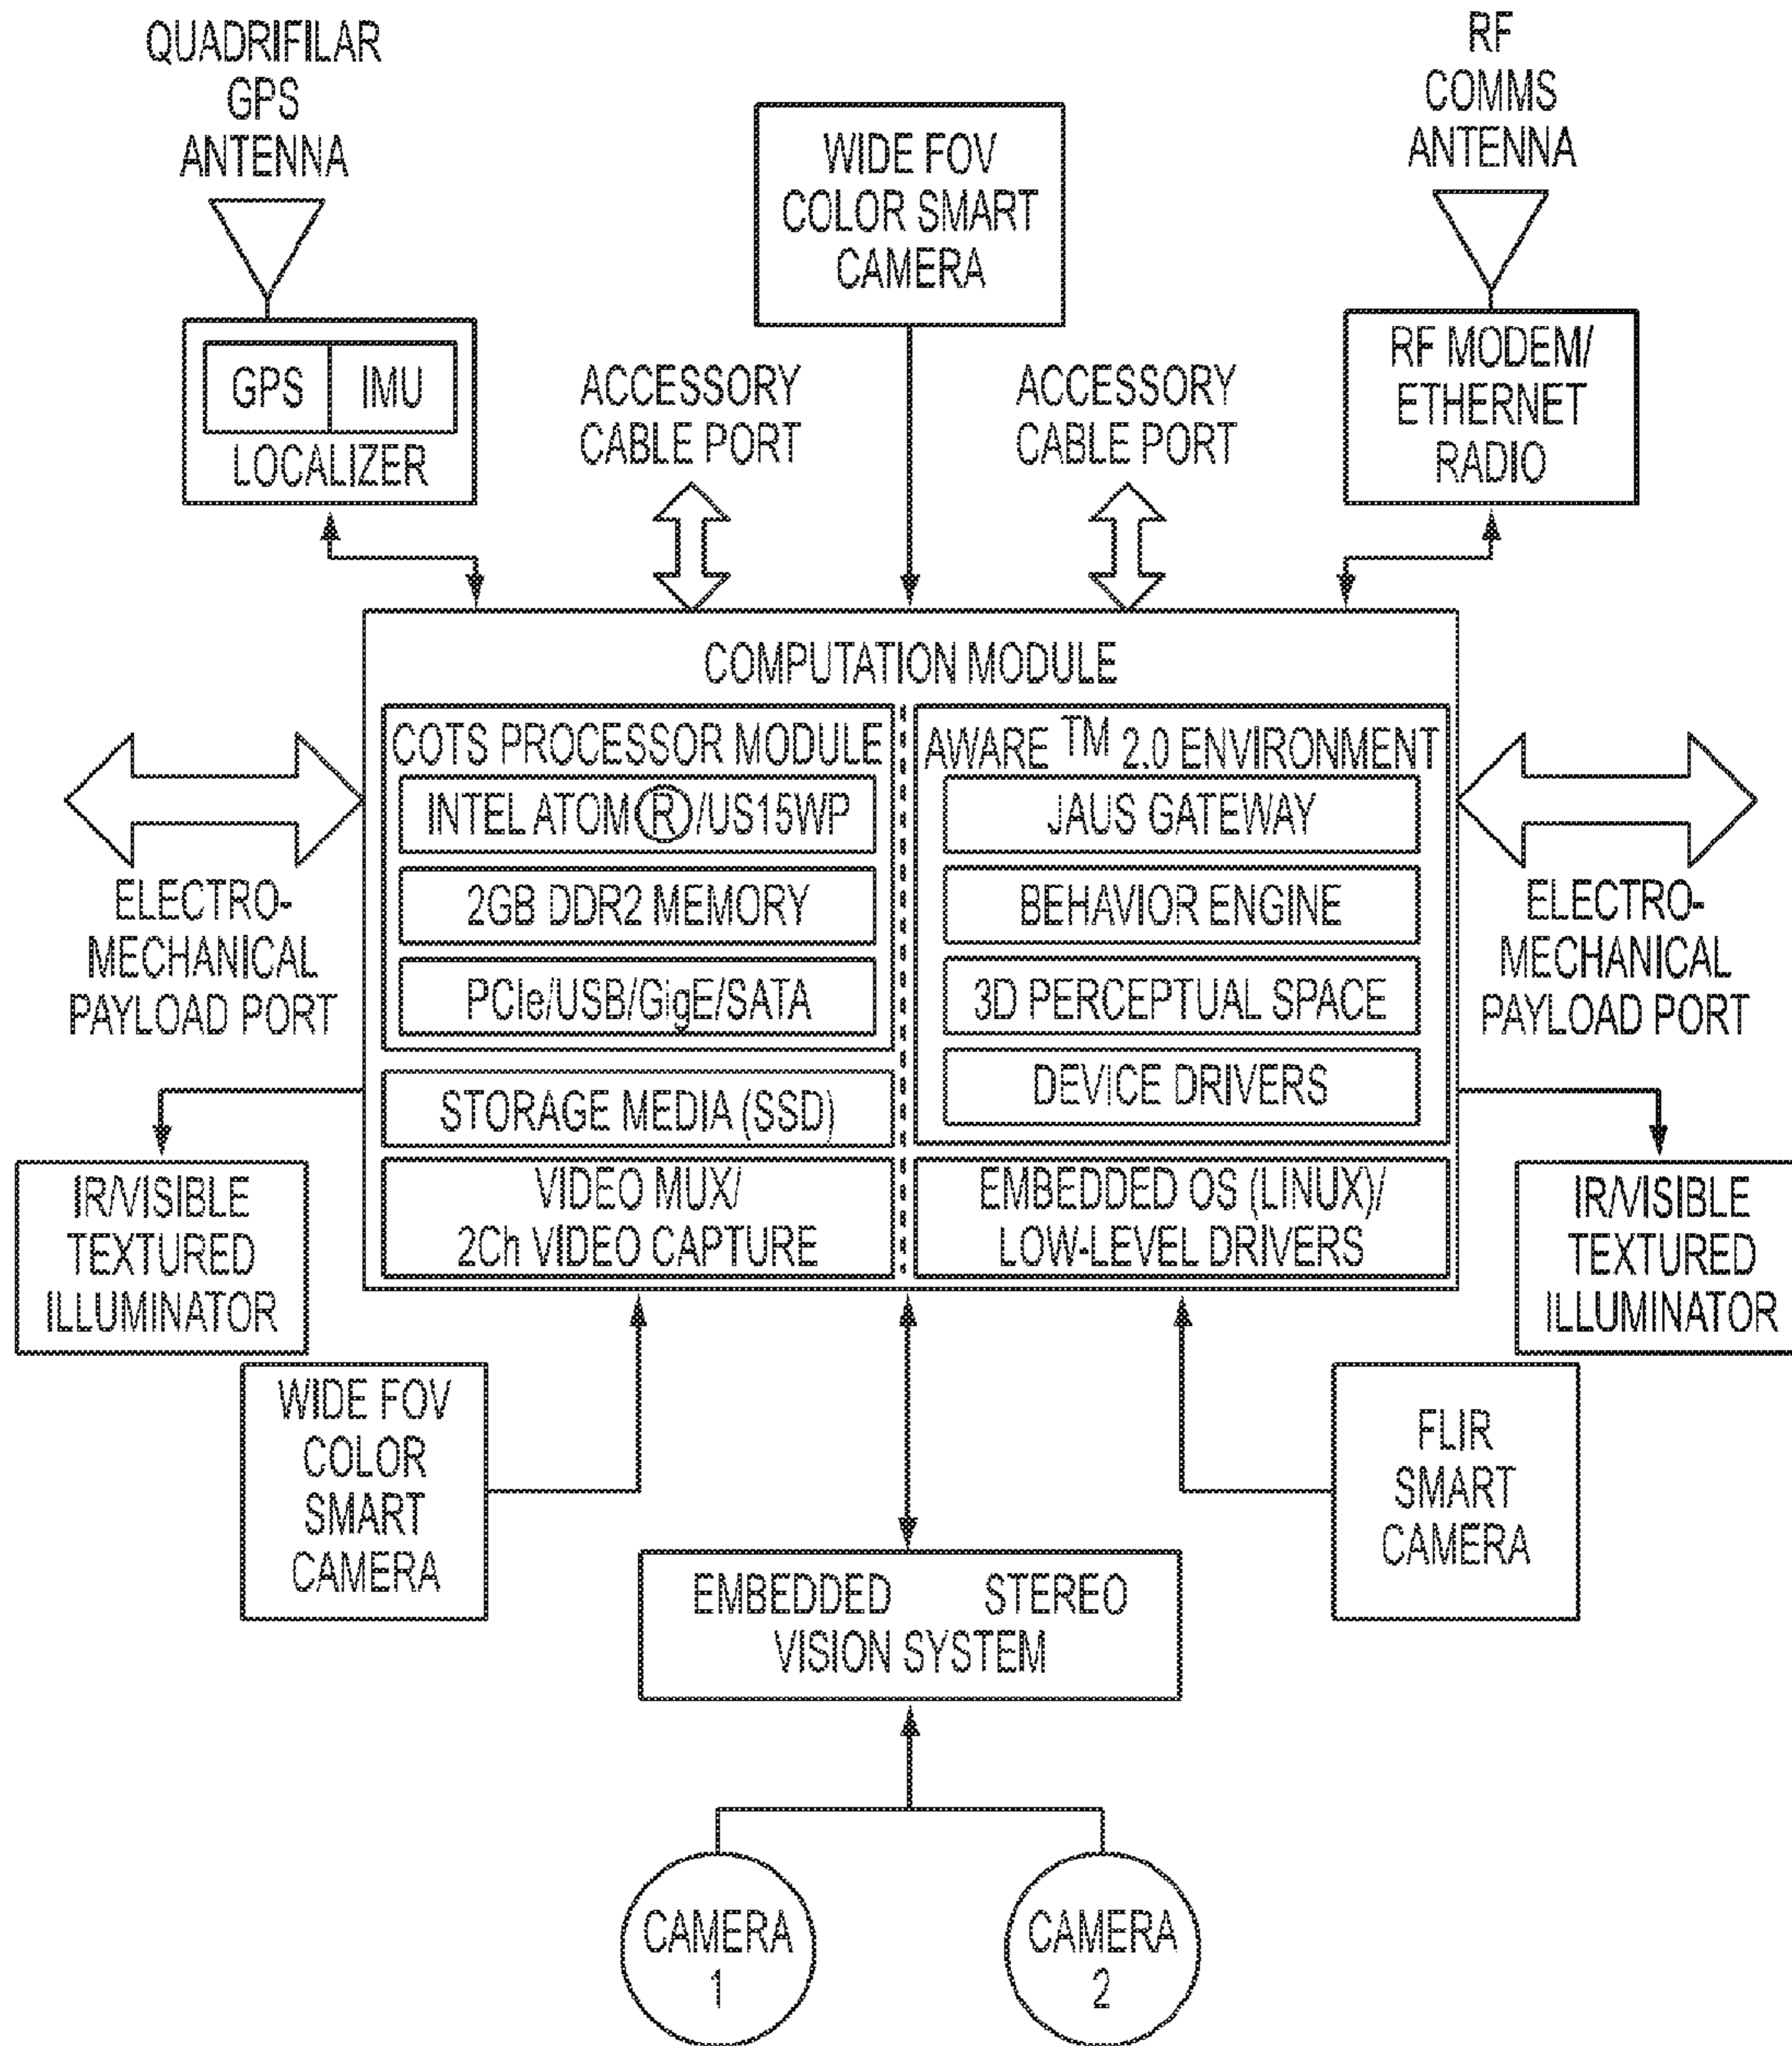 QUADRIFILAR
GPS
ANTENNA
RF
COMMS
ANTENNA
WIDE FOV
COLOR SMART
CAMERA
GPS
IMU
LOCALIZER
ACCESSORY
CABLE PORT
ACCESSORY
CABLE PORT
RF MODEM/
ETHERNET
RADIO
COMPUTATION MODULE
COTS PROCESSOR MODULE
INTEL ATOM ® /US15WP
2GB DDR2 MEMORY
PCIe/USB/GigE/SATA
STORAGE MEDIA (SSD)
VIDEO MUX/
2Ch VIDEO CAPTURE
AWARE ™ 2.0 ENVIRONMENT
JAUS GATEWAY
BEHAVIOR ENGINE
3D PERCEPTUAL SPACE
DEVICE DRIVERS
EMBEDDED OS (LINUX)/
LOW-LEVEL DRIVERS
ELECTRO-
MECHANICAL
PAYLOAD PORT
ELECTRO-
MECHANICAL
PAYLOAD PORT
IR/VISIBLE
TEXTURED
ILLUMINATOR
IR/VISIBLE
TEXTURED
ILLUMINATOR
WIDE FOV
COLOR
SMART
CAMERA
FLIR
SMART
CAMERA
EMBEDDED STEREO
VISION SYSTEM
CAMERA
1
CAMERA
2